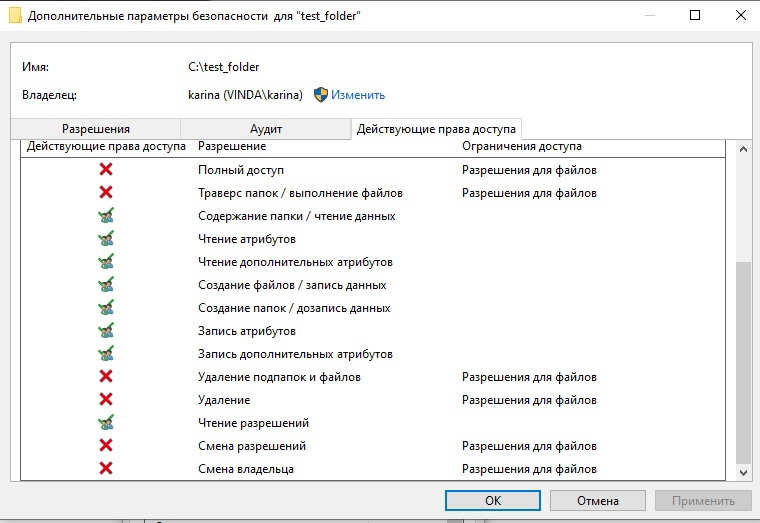 Дополнительные параметры безопасности для "test_folder"
Имя: C:\test_folder
Владелец: karina (VINDA\karina) Изменить
Разрешения Аудит Действующие права доступа
Действующие права доступа Разрешение Ограничения доступа
Полный доступ Разрешения для файлов
Траверс папок / выполнение файлов Разрешения для файлов
Содержание папки / чтение данных
Чтение атрибутов
Чтение дополнительных атрибутов
Создание файлов / запись данных
Создание папок / дозапись данных
Запись атрибутов
Запись дополнительных атрибутов
Удаление подпапок и файлов Разрешения для файлов
Удаление Разрешения для файлов
Чтение разрешений
Смена разрешений Разрешения для файлов
Смена владельца Разрешения для файлов
ОК Отмена Применить